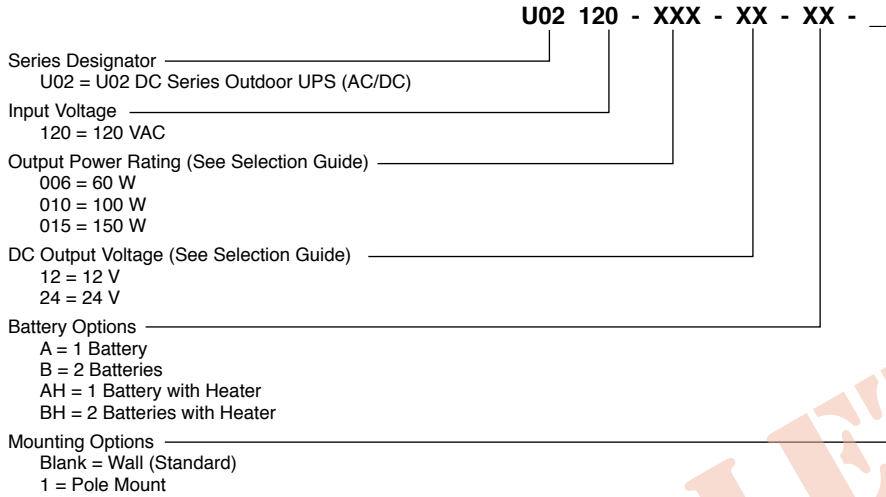 U02 120 - XXX - XX - XX - _
Series Designator
U02 = U02 DC Series Outdoor UPS (AC/DC)
Input Voltage
120 = 120 VAC
Output Power Rating (See Selection Guide)
006 = 60 W
010 = 100 W
015 = 150 W
DC Output Voltage (See Selection Guide)
12 = 12 V
24 = 24 V
Battery Options
A = 1 Battery
B = 2 Batteries
AH = 1 Battery with Heater
BH = 2 Batteries with Heater
Mounting Options
Blank = Wall (Standard)
1 = Pole Mount